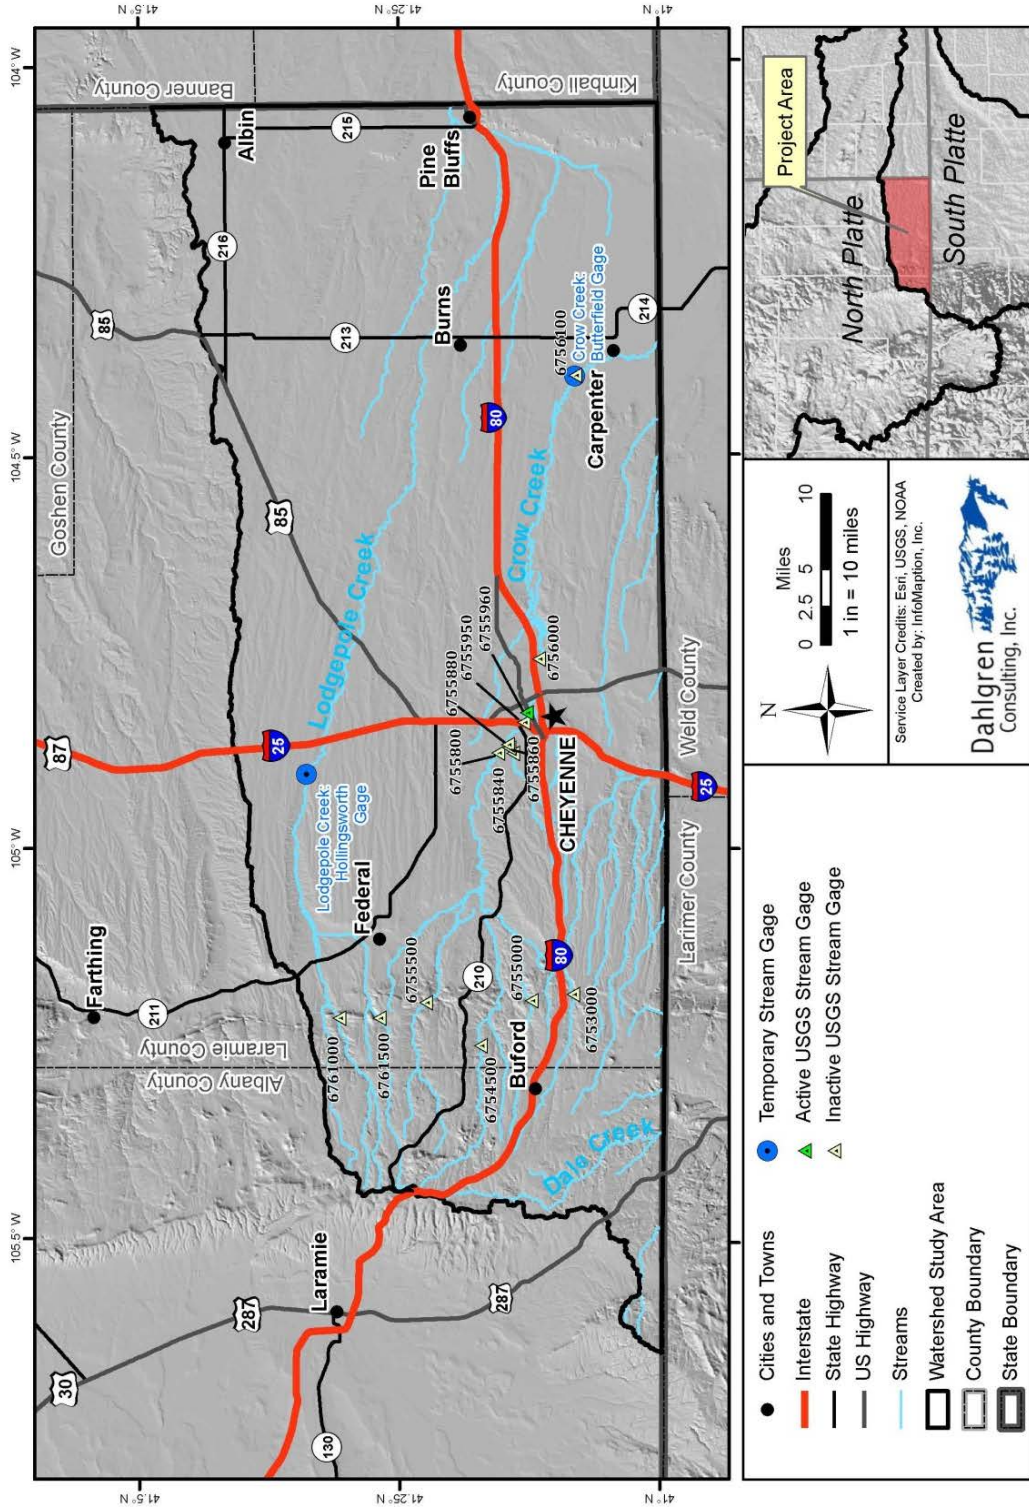 105.5° W
105° W
104.5° W
104° W
41.5° N
41.25° N
41° N
41.5° N
41.25° N
41° N
Goshen County
Banner County
Kimball County
Albany County
Laramie County
Larimer County
Weld County
30
287
130
Laramie
287
211
Farthing
87
25
85
85
216
Albin
215
213
Lodgepole Creek:
Hollingsworth
Gage
Lodgepole Creek
Federal
6761000
6761500
6755500
210
6754500
6755000
Buford
6753000
80
Dale Creek
6755800
6755840
6755860
6755880
6755950
6755960
6756000
CHEYENNE
25
Crow Creek
80
Burns
Pine
Bluffs
6756100
Crow Creek:
Butterfield Gage
Carpenter
214
Cities and Towns
Interstate
State Highway
US Highway
Streams
Watershed Study Area
County Boundary
State Boundary
Temporary Stream Gage
Active USGS Stream Gage
Inactive USGS Stream Gage
N
Miles
0 2.5 5 10
1 in = 10 miles
Service Layer Credits: Esri, USGS, NOAA
Created by: InfoMaption, Inc.
Dahlgren
Consulting, Inc.
Project Area
North Platte
South Platte